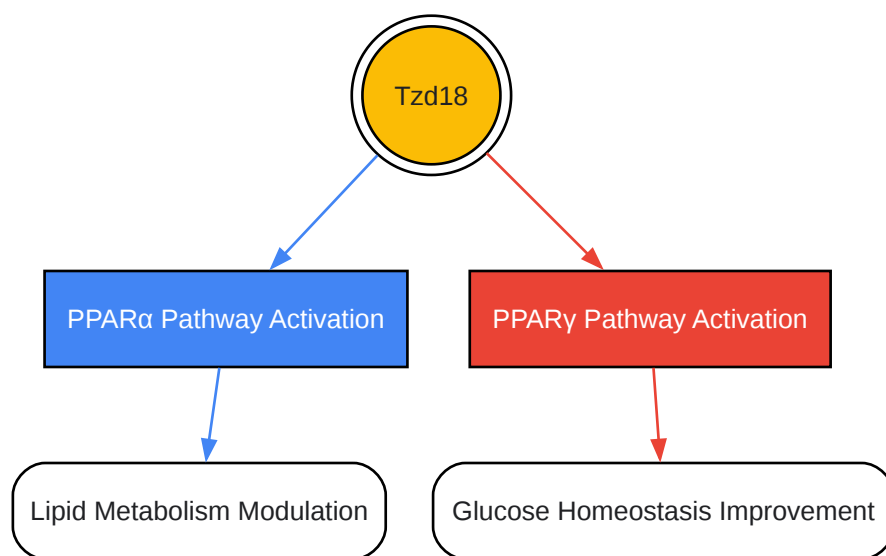 Tzd18
PPARα Pathway Activation
PPARγ Pathway Activation
Lipid Metabolism Modulation
Glucose Homeostasis Improvement